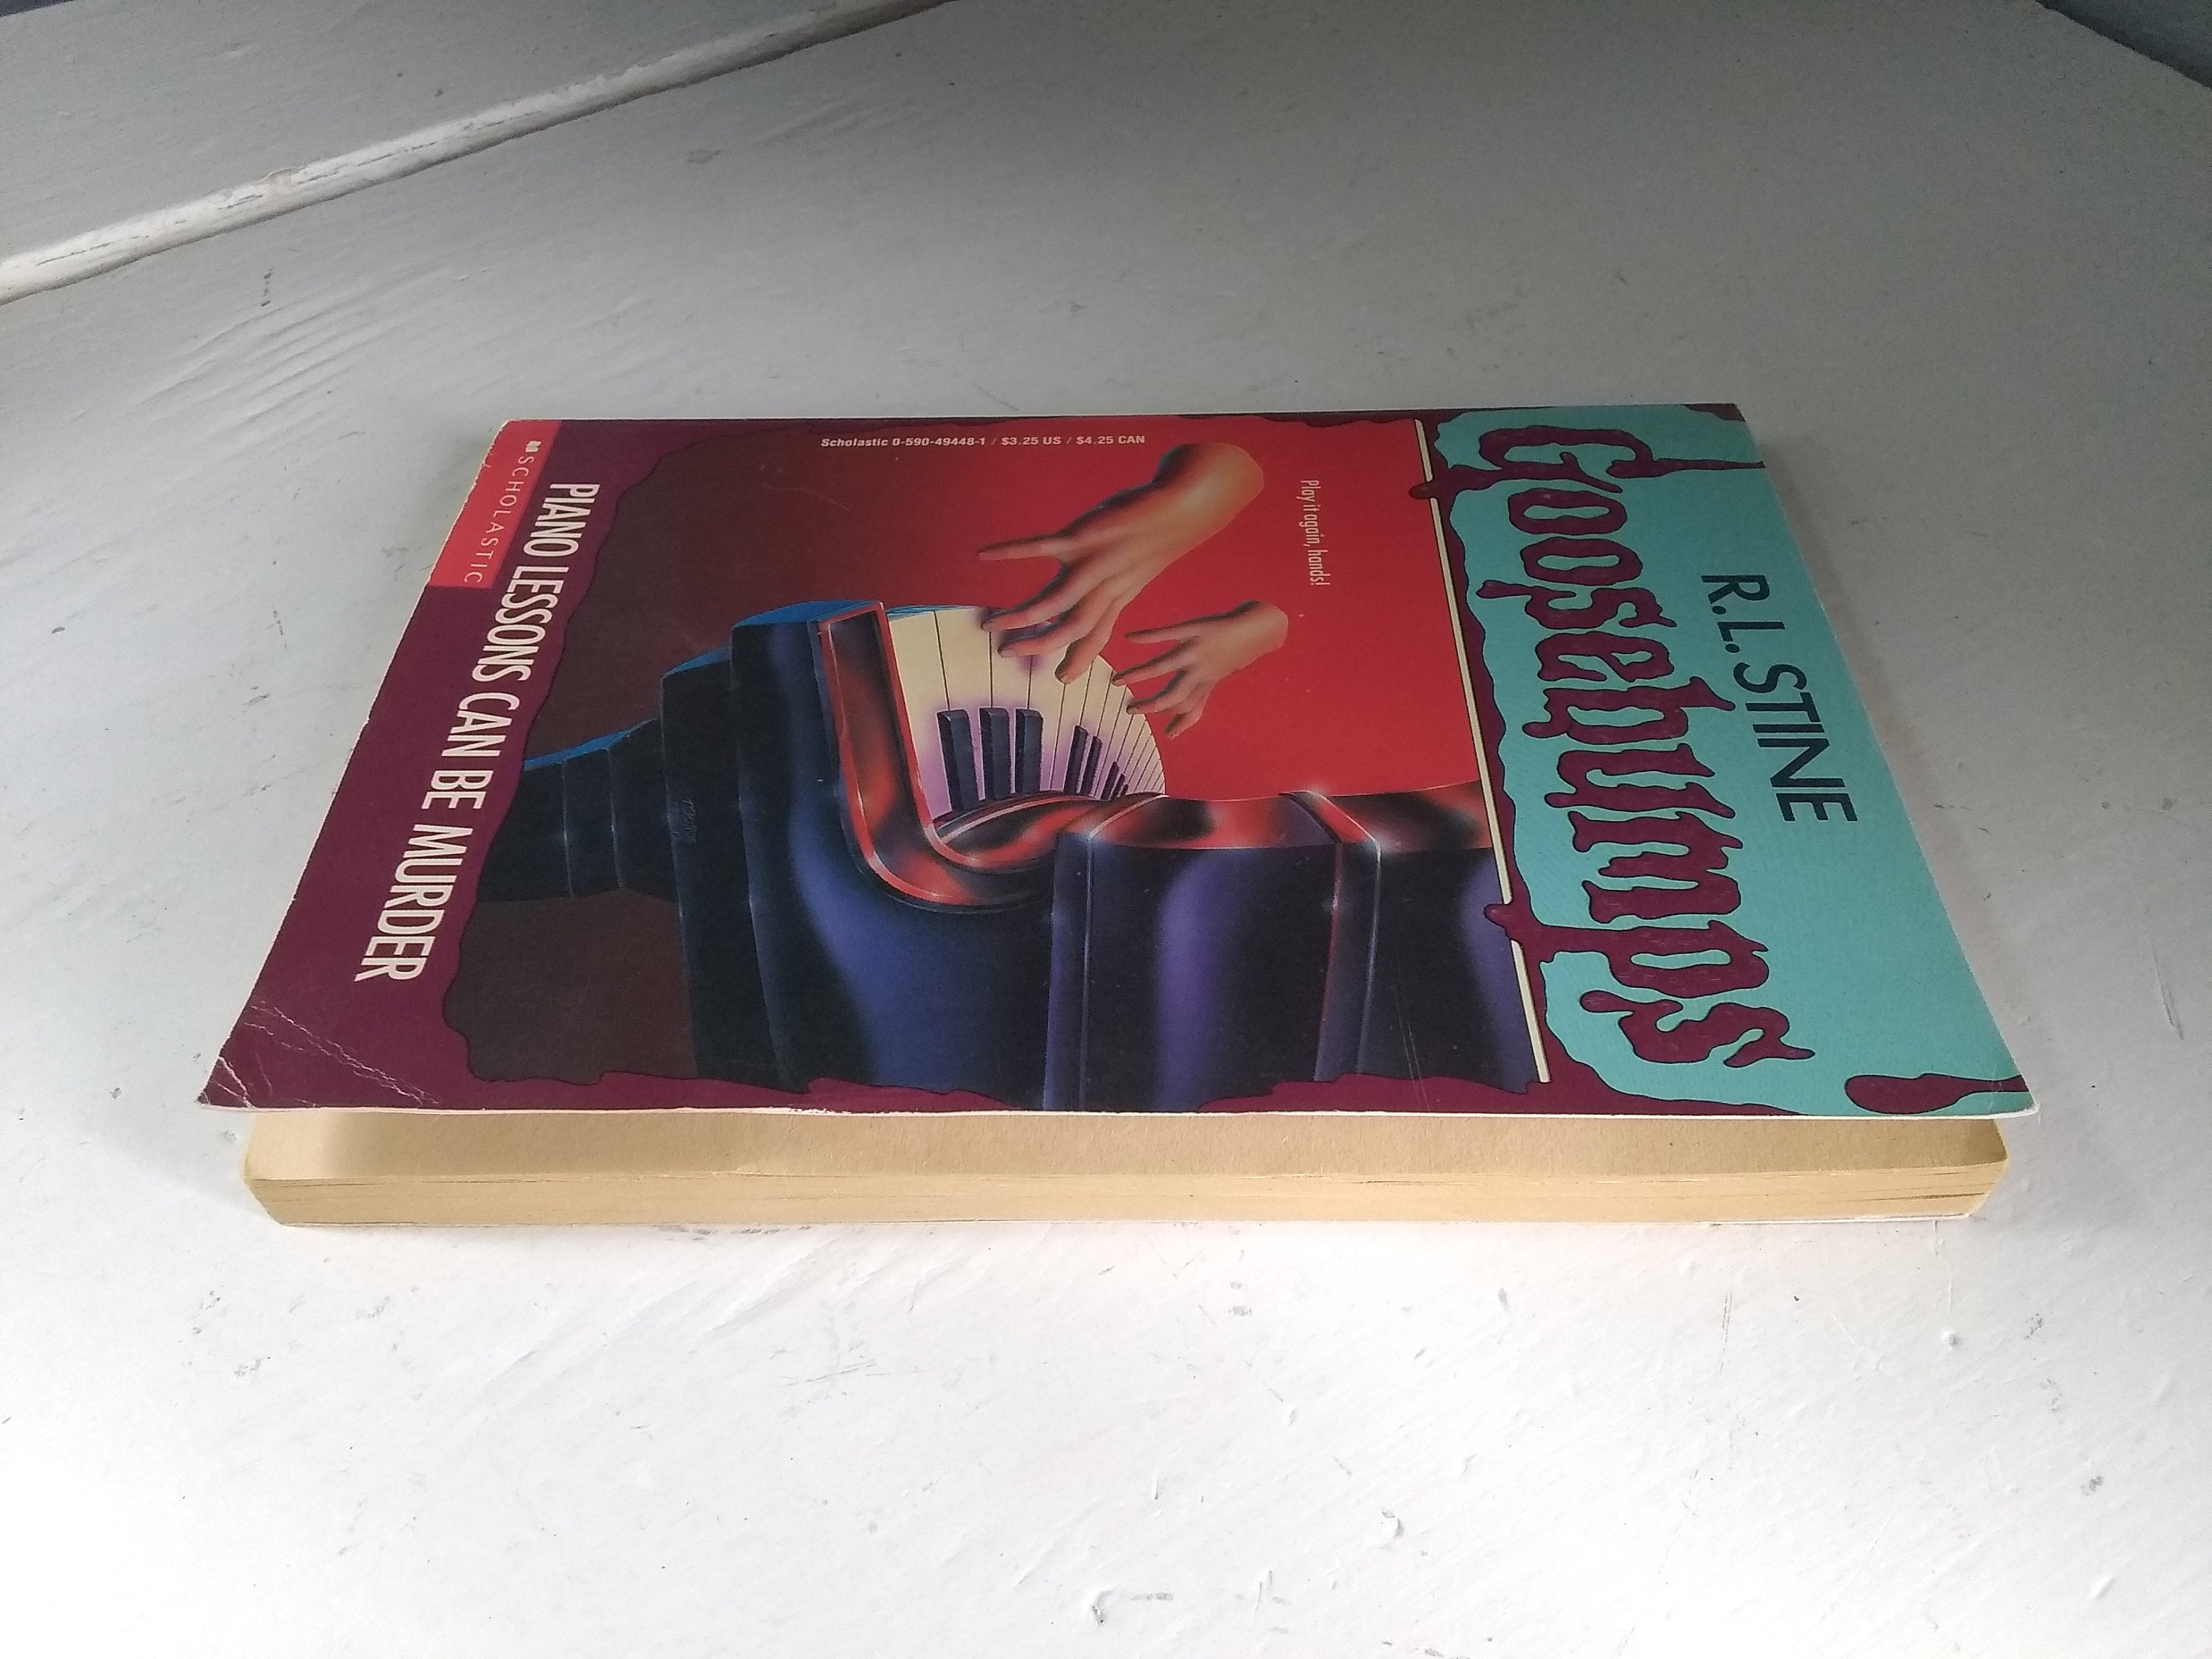 R.L. STINE
Goosebumps
Play it again, hands!
Scholastic 0-590-49448-1 / $3.25 US / $4.25 CAN
PIANO LESSONS CAN BE MURDER
SCHOLASTIC